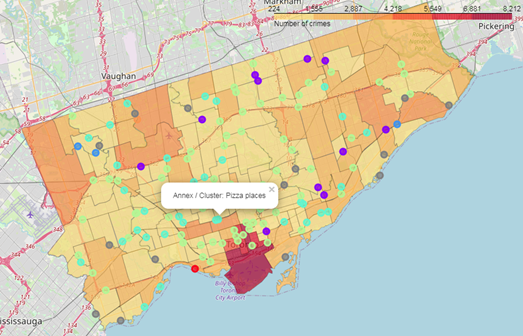 Markham
224 1,555 2,887 4,218 5,549 6,881 8,212
Number of crimes
Pickering
Vaughan
Annex / Cluster: Pizza places
×
Billy Bishop
Toronto
City Airport
ississauga